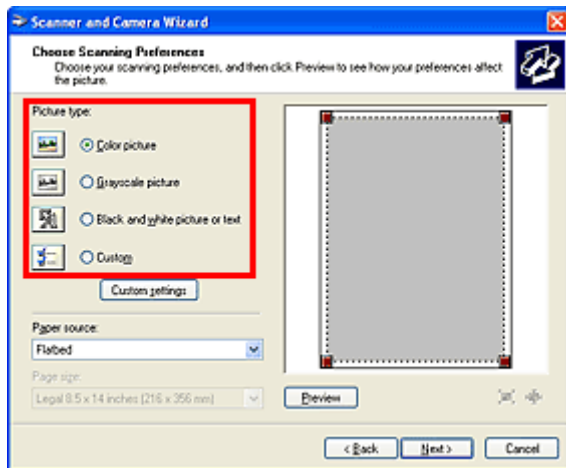 Scanner and Camera Wizard
Choose Scanning Preferences
Choose your scanning preferences, and then click Preview to see how your preferences affect
the picture.
Picture type:
Color picture
Grayscale picture
Black and white picture or text
Custom
Custom settings
Paper source:
Flatbed
Page size:
Legal 8.5 x 14 inches (216 x 356 mm)
Preview
< Back
Next >
Cancel